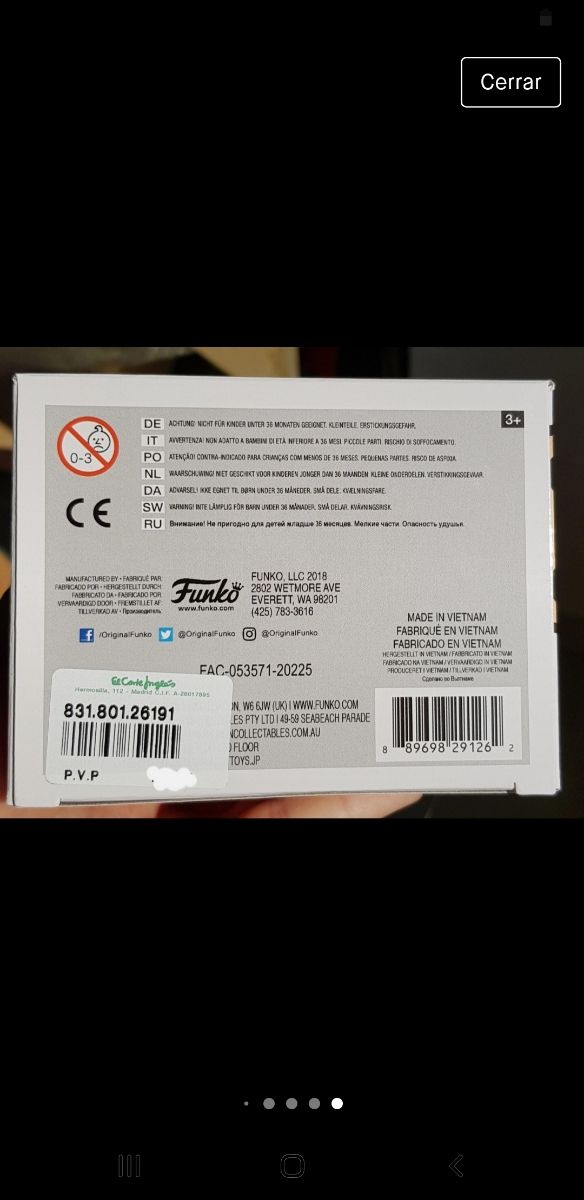 Cerrar
3+
0-3
DE ACHTUNG! NICHT FÜR KINDER UNTER 36 MONATEN GEEIGNET. KLEINTEILE. ERSTICKUNGSGEFAHR.
IT AVVERTENZA! NON ADATTO A BAMBINI DI ETÀ INFERIORE A 36 MESI. PICCOLE PARTI. RISCHIO DI SOFFOCAMENTO.
PO ATENÇÃO! CONTRA-INDICADO PARA CRIANÇAS COM MENOS DE 36 MESES. PEQUENAS PARTES. RISCO DE ASFIXIA.
NL WAARSCHUWING! NIET GESCHIKT VOOR KINDEREN JONGER DAN 36 MAANDEN. KLEINE ONDERDELEN. VERSTIKKINGSGEVAAR.
DA ADVARSEL! IKKE EGNET TIL BØRN UNDER 36 MÅNEDER. SMÅ DELE. KVÆLNINGSFARE.
SW VARNING! INTE LÄMPLIG FÖR BARN UNDER 36 MÅNADER. SMÅ DELAR. KVÄVNINGSRISK.
RU Внимание! Не пригодно для детей младше 36 месяцев. Мелкие части. Опасность удушья.
CE
MANUFACTURED BY • FABRIQUÉ PAR
FABRICADO POR • HERGESTELLT DURCH
FABBRICATO DA • FABRICADO POR
VERVAARDIGD DOOR • FREMSTILLET AF
TILLVERKAD AV • Производитель
Funko
www.funko.com
FUNKO, LLC 2018
2802 WETMORE AVE
EVERETT, WA 98201
(425) 783-3616
/OriginalFunko @OriginalFunko @OriginalFunko
MADE IN VIETNAM
FABRIQUÉ EN VIETNAM
FABRICADO EN VIETNAM
HERGESTELLT IN VIETNAM / FABBRICATO IN VIETNAM
FABRICADO NA VIETNAM / VERVAARDIGD IN VIETNAM
PRODUCERET I VIETNAM / TILLVERKAD I VIETNAM
Сделано во Вьетнаме
FAC-053571-20225
El Corte Inglés
Hermosilla, 112 - Madrid C.I.F. A-28017895
831.801.26191
P.V.P
ON, W6 6JW (UK) | WWW.FUNKO.COM
LES PTY LTD | 49-59 SEABEACH PARADE
NCOLLECTABLES.COM.AU
FLOOR
TOYS.JP
8 89698 29126 2